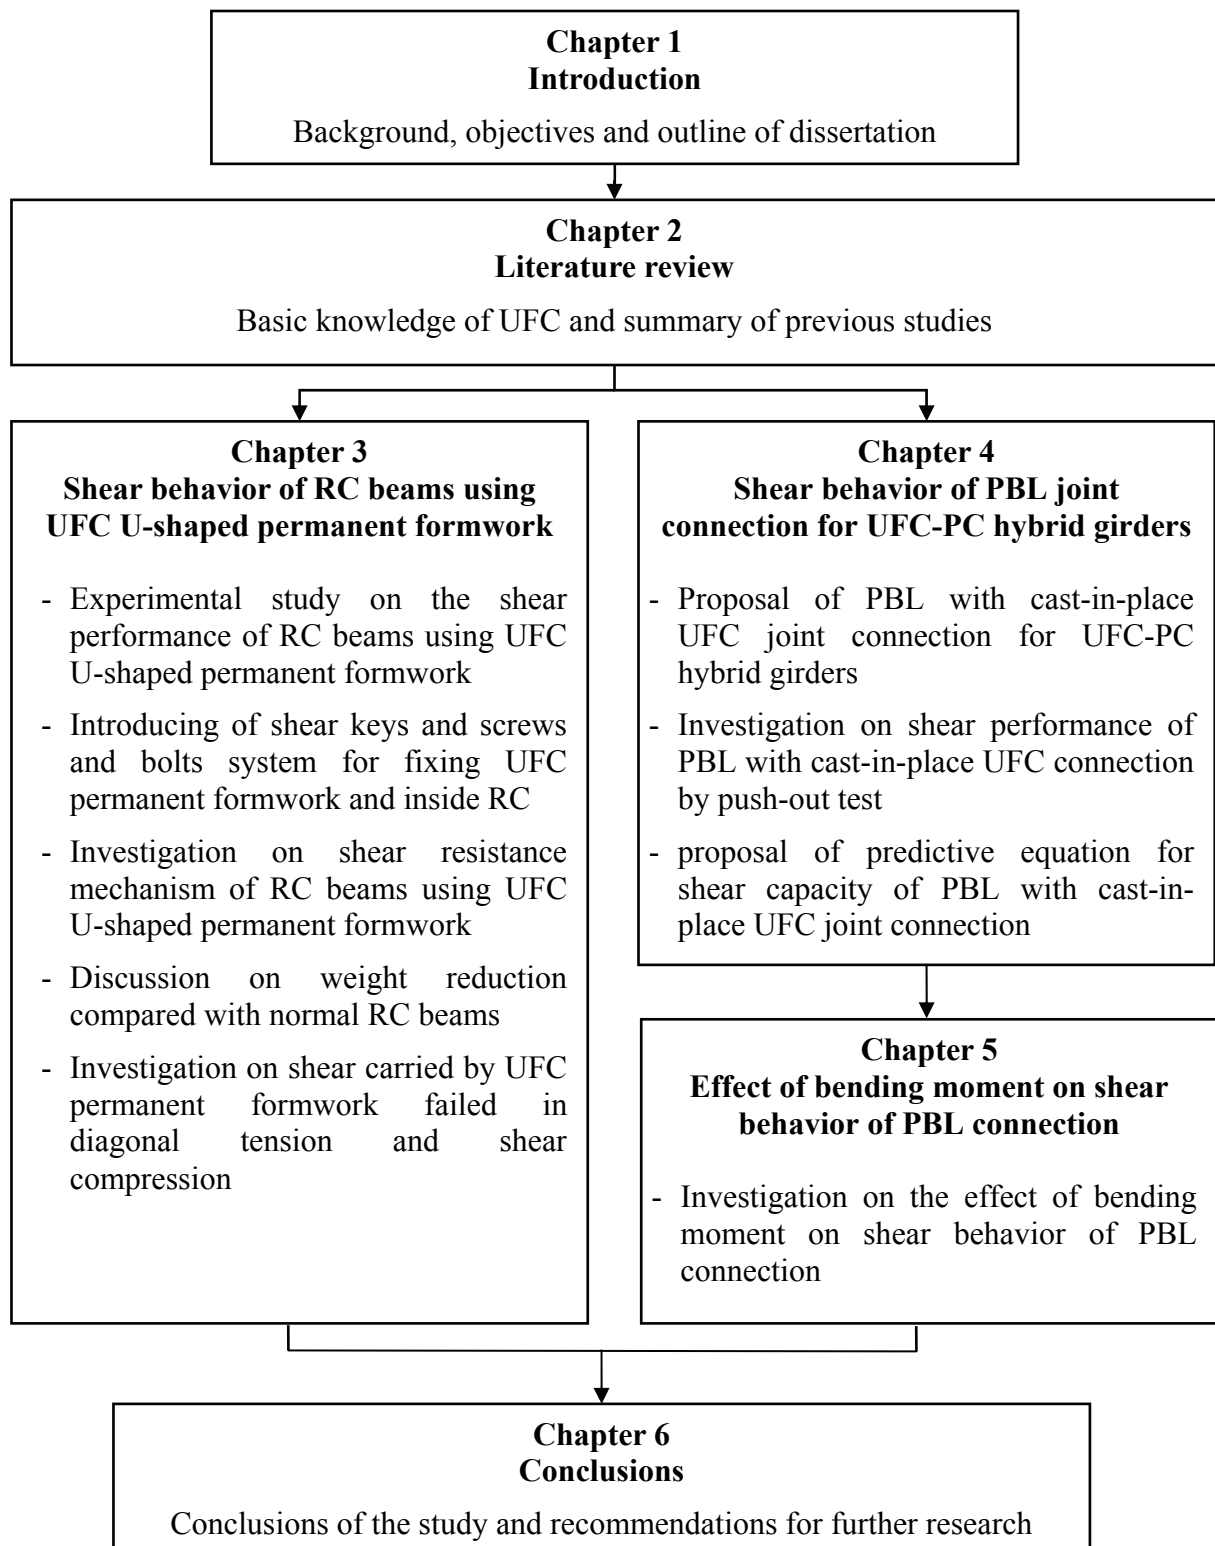 Chapter 1
Introduction
Background, objectives and outline of dissertation
Chapter 2
Literature review
Basic knowledge of UFC and summary of previous studies
Chapter 3
Shear behavior of RC beams using
UFC U-shaped permanent formwork
- Experimental study on the shear
performance of RC beams using UFC
U-shaped permanent formwork
- Introducing of shear keys and screws
and bolts system for fixing UFC
permanent formwork and inside RC
- Investigation on shear resistance
mechanism of RC beams using UFC
U-shaped permanent formwork
- Discussion on weight reduction
compared with normal RC beams
- Investigation on shear carried by UFC
permanent formwork failed in
diagonal tension and shear
compression
Chapter 4
Shear behavior of PBL joint
connection for UFC-PC hybrid girders
- Proposal of PBL with cast-in-place
UFC joint connection for UFC-PC
hybrid girders
- Investigation on shear performance of
PBL with cast-in-place UFC connection
by push-out test
- proposal of predictive equation for
shear capacity of PBL with cast-in-
place UFC joint connection
Chapter 5
Effect of bending moment on shear
behavior of PBL connection
- Investigation on the effect of bending
moment on shear behavior of PBL
connection
Chapter 6
Conclusions
Conclusions of the study and recommendations for further research